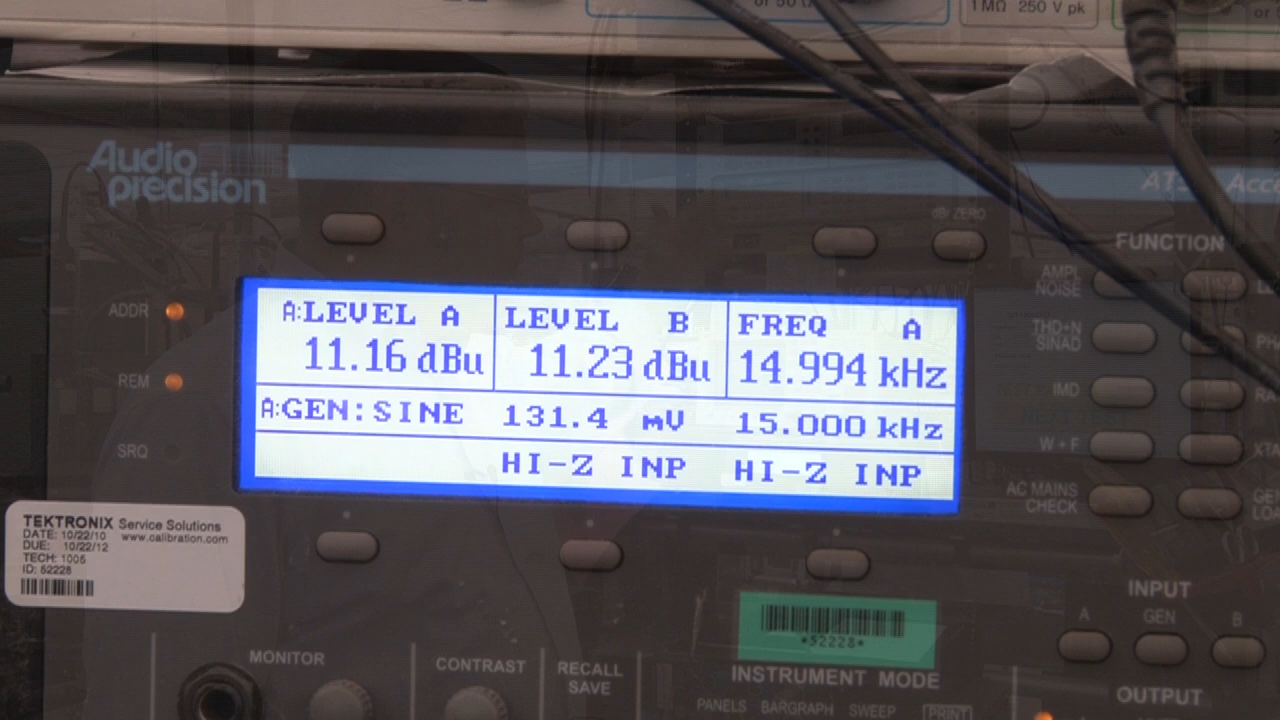 or 50 Ω
1 MΩ 250 V pk
Audio
precision
dBr ZERO
FUNCTION
AMPL
NOISE
ADDR
THD+N
SINAD
REM
IMD
SRQ
W + F
AC MAINS
CHECK
A:LEVEL A
LEVEL B
FREQ A
11.16 dBu
11.23 dBu
14.994 kHz
A:GEN:SINE 131.4 mV 15.000 kHz
HI-Z INP HI-Z INP
TEKTRONIX Service Solutions
DATE: 10/22/10 www.calibration.com
DUE: 10/22/12
TECH: 1005
ID: 52228
*52228*
INPUT
A GEN B
MONITOR
CONTRAST
RECALL
SAVE
INSTRUMENT MODE
PANELS BARGRAPH SWEEP PRINT
OUTPUT